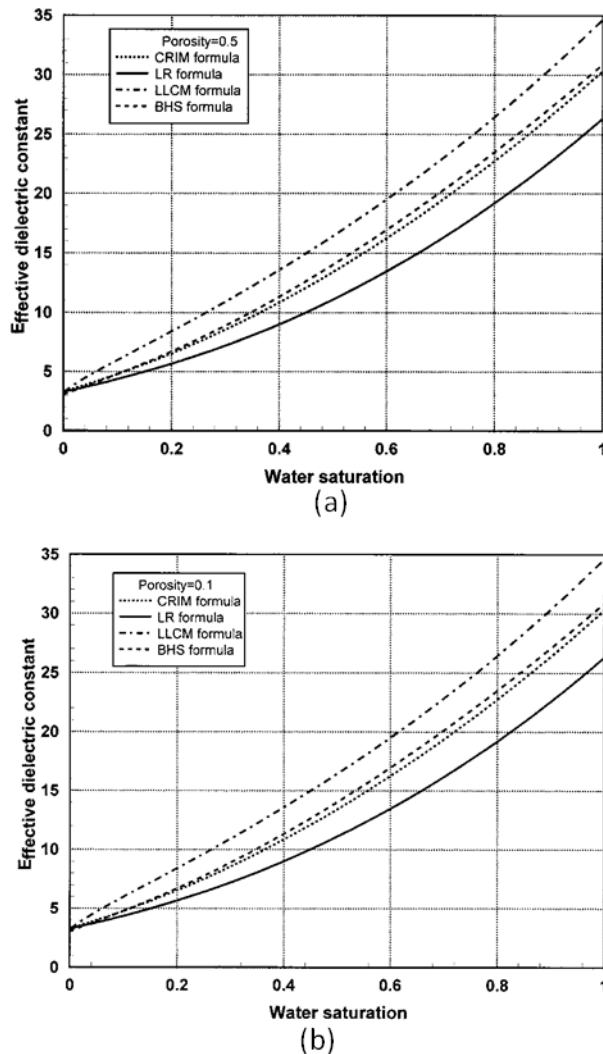 35
30
25
20
15
10
5
0
Effective dielectric constant
Porosity=0.5
CRIM formula
LR formula
LLCM formula
BHS formula
0 0.2 0.4 0.6 0.8 1
Water saturation
(a)
35
30
25
20
15
10
5
0
Effective dielectric constant
Porosity=0.1
CRIM formula
LR formula
LLCM formula
BHS formula
0 0.2 0.4 0.6 0.8 1
Water saturation
(b)